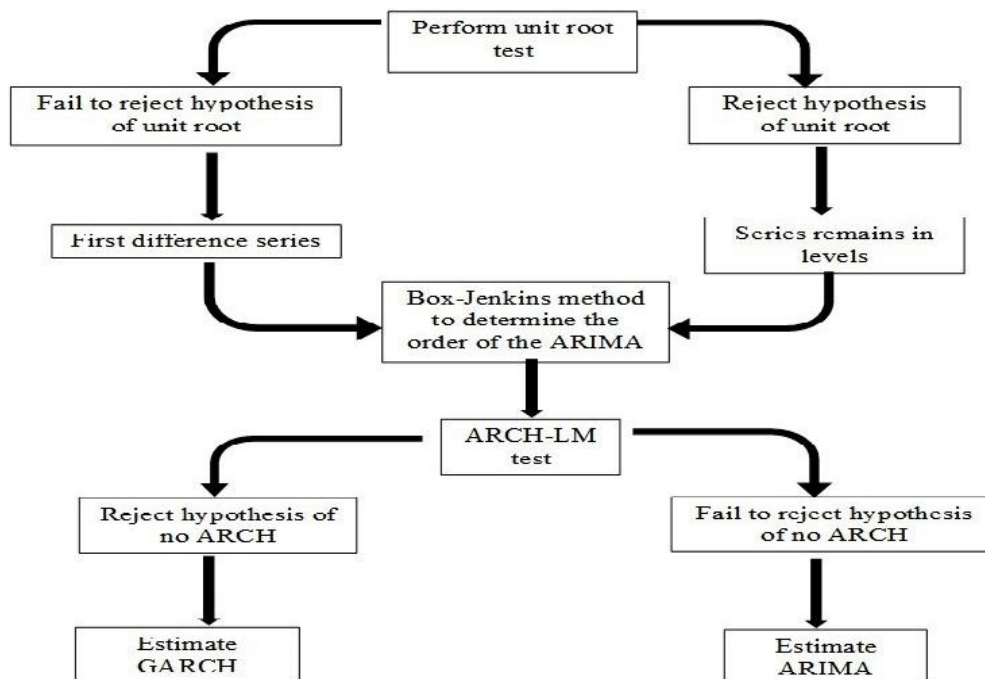 Perform unit root
test
Fail to reject hypothesis
of unit root
Reject hypothesis
of unit root
First difference series
Series remains in
levels
Box-Jenkins method
to determine the
order of the ARIMA
ARCH-LM
test
Reject hypothesis of
no ARCH
Fail to reject hypothesis
of no ARCH
Estimate
GARCH
Estimate
ARIMA